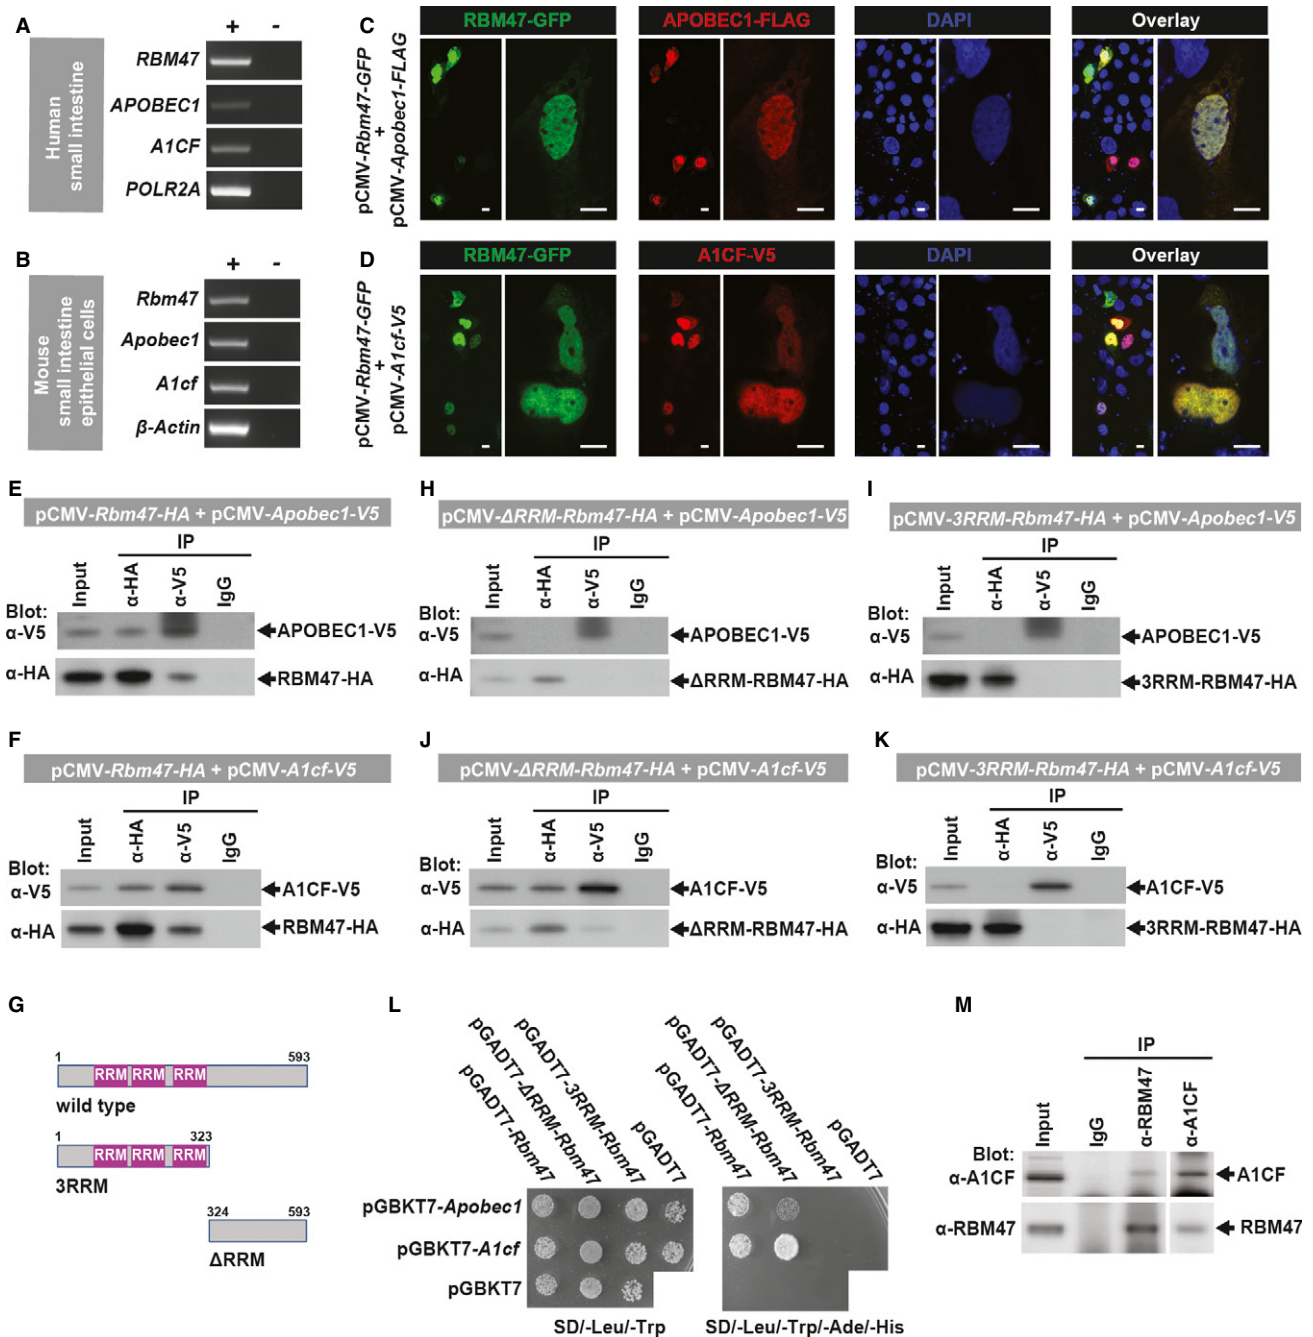 A
+ -
Human
small intestine
RBM47
APOBEC1
A1CF
POLR2A
B
+ -
Mouse
small intestine
epithelial cells
Rbm47
Apobec1
A1cf
β-Actin
C
pCMV-Rbm47-GFP
+
pCMV-Apobec1-FLAG
RBM47-GFP
APOBEC1-FLAG
DAPI
Overlay
D
pCMV-Rbm47-GFP
+
pCMV-A1cf-V5
RBM47-GFP
A1CF-V5
DAPI
Overlay
E
pCMV-Rbm47-HA + pCMV-Apobec1-V5
IP
Input
α-HA
α-V5
IgG
Blot:
α-V5
APOBEC1-V5
α-HA
RBM47-HA
H
pCMV-ΔRRM-Rbm47-HA + pCMV-Apobec1-V5
IP
Input
α-HA
α-V5
IgG
Blot:
α-V5
APOBEC1-V5
α-HA
ΔRRM-RBM47-HA
I
pCMV-3RRM-Rbm47-HA + pCMV-Apobec1-V5
IP
Input
α-HA
α-V5
IgG
Blot:
α-V5
APOBEC1-V5
α-HA
3RRM-RBM47-HA
F
pCMV-Rbm47-HA + pCMV-A1cf-V5
IP
Input
α-HA
α-V5
IgG
Blot:
α-V5
A1CF-V5
α-HA
RBM47-HA
J
pCMV-ΔRRM-Rbm47-HA + pCMV-A1cf-V5
IP
Input
α-HA
α-V5
IgG
Blot:
α-V5
A1CF-V5
α-HA
ΔRRM-RBM47-HA
K
pCMV-3RRM-Rbm47-HA + pCMV-A1cf-V5
IP
Input
α-HA
α-V5
IgG
Blot:
α-V5
A1CF-V5
α-HA
3RRM-RBM47-HA
G
1 593
RRM RRM RRM
wild type
1 323
RRM RRM RRM
3RRM
324 593
ΔRRM
L
pGADT7-Rbm47
pGADT7-ΔRRM-Rbm47
pGADT7-3RRM-Rbm47
pGADT7
pGADT7-Rbm47
pGADT7-ΔRRM-Rbm47
pGADT7-3RRM-Rbm47
pGADT7
pGBKT7-Apobec1
pGBKT7-A1cf
pGBKT7
SD/-Leu/-Trp
SD/-Leu/-Trp/-Ade/-His
M
IP
Input
IgG
α-RBM47
α-A1CF
Blot:
α-A1CF
A1CF
α-RBM47
RBM47